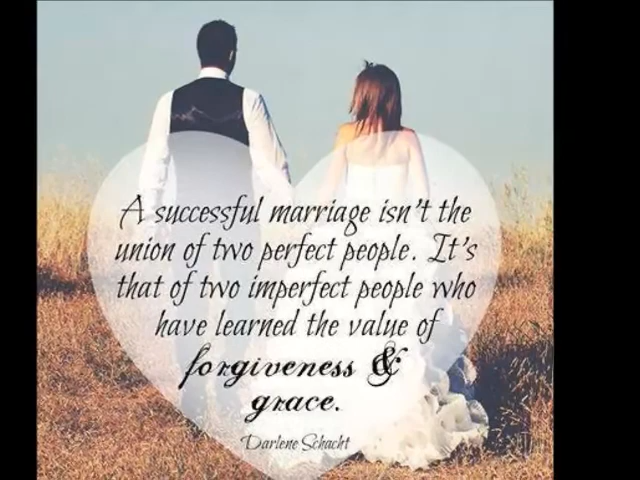 A successful marriage isn't the
union of two perfect people. It's
that of two imperfect people who
have learned the value of
forgiveness &
grace.
Darlene Schacht